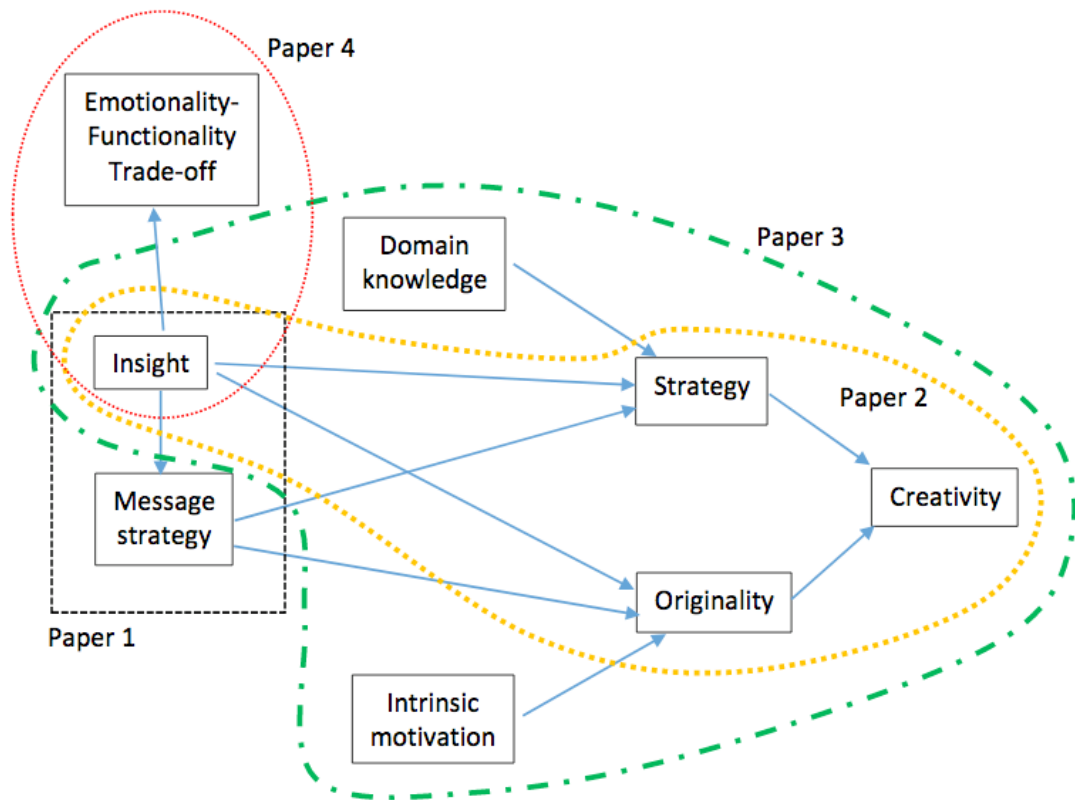 Paper 4
Emotionality-
Functionality
Trade-off
Domain
knowledge
Paper 3
Insight
Strategy
Paper 2
Message
strategy
Creativity
Originality
Paper 1
Intrinsic
motivation